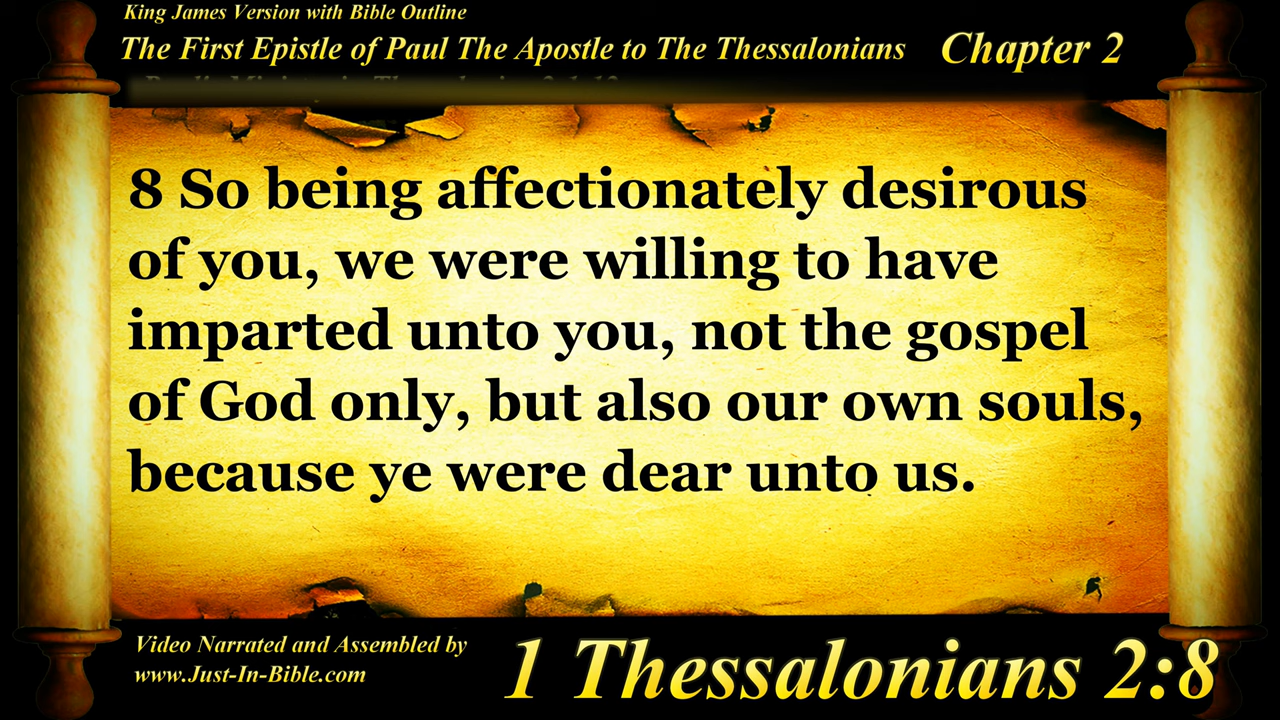 King James Version with Bible Outline
The First Epistle of Paul The Apostle to The Thessalonians Chapter 2
8 So being affectionately desirous
of you, we were willing to have
imparted unto you, not the gospel
of God only, but also our own souls,
because ye were dear unto us.
Video Narrated and Assembled by
www.Just-In-Bible.com
1 Thessalonians 2:8